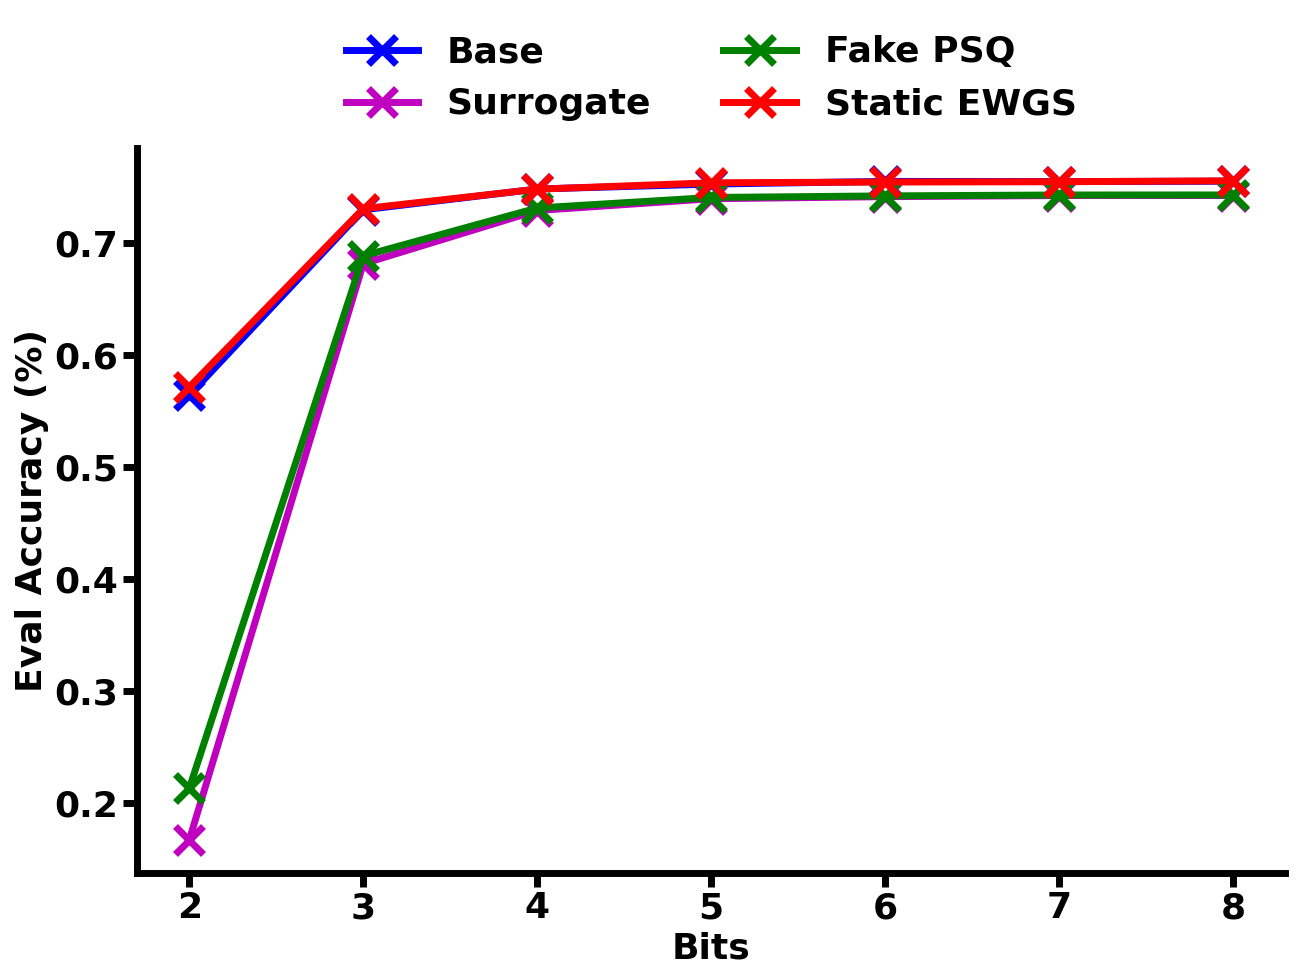 Base
Surrogate
Fake PSQ
Static EWGS
Eval Accuracy (%)
0.7
0.6
0.5
0.4
0.3
0.2
2 3 4 5 6 7 8
Bits